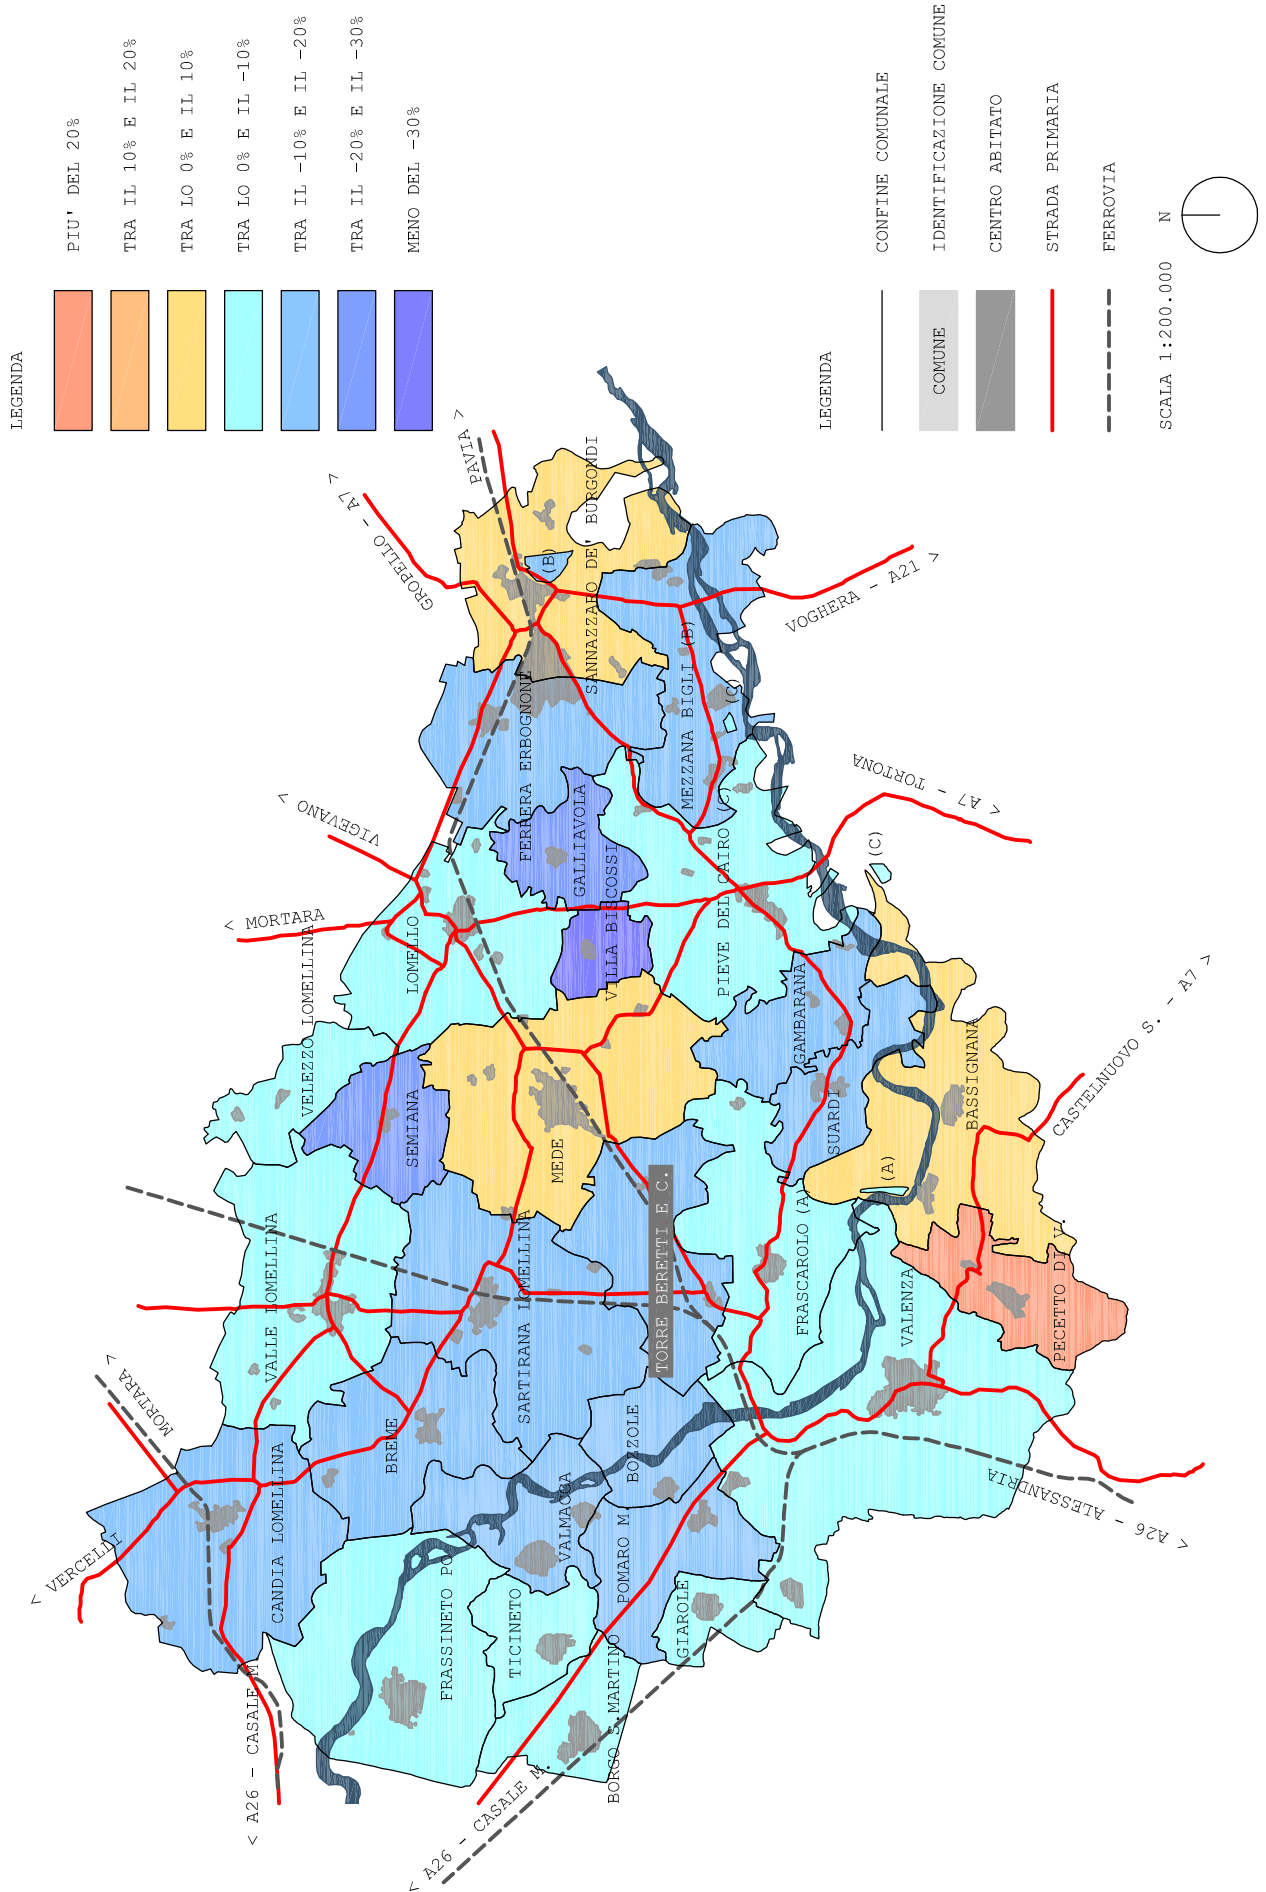 LEGENDA
PIU' DEL 20%
TRA IL 10% E IL 20%
TRA LO 0% E IL 10%
TRA LO 0% E IL -10%
TRA IL -10% E IL -20%
TRA IL -20% E IL -30%
MENO DEL -30%
LEGENDA
CONFINE COMUNALE
COMUNE
IDENTIFICAZIONE COMUNE
CENTRO ABITATO
STRADA PRIMARIA
FERROVIA
SCALA 1:200.000
N
< VERCELLI
MORTARA >
< MORTARA
VIGEVANO >
GROPELLO - A7 >
PAVIA >
VOGHERA - A21 >
< A7 - TORTONA
CASTELNUOVO S. - A7 >
< A26 - ALESSANDRIA
< A26 - CASALE M.
< A26 - CASALE M.
CANDIA LOMELLINA
VALLE LOMELLINA
VELEZZO LOMELLINA
BREME
SEMIANA
LOMELLO
FRASSINETO PO
TICINETO
SARTIRANA LOMELLINA
MEDE
FERRERA ERBOGNONE
(B)
VALMACCA
GALLIAVOLA
VILLA BISCOSSI
SANNAZZARO DE' BURGONDI
BORGO S.MARTINO
POMARO M.
BOZZOLE
TORRE BERETTI E C.
GIAROLE
MEZZANA BIGLI (B)
PIEVE DEL CAIRO (C)
(C)
FRASCAROLO (A)
GAMBARANA
SUARDI
(C)
(A)
VALENZA
BASSIGNANA
PECETTO DI V.